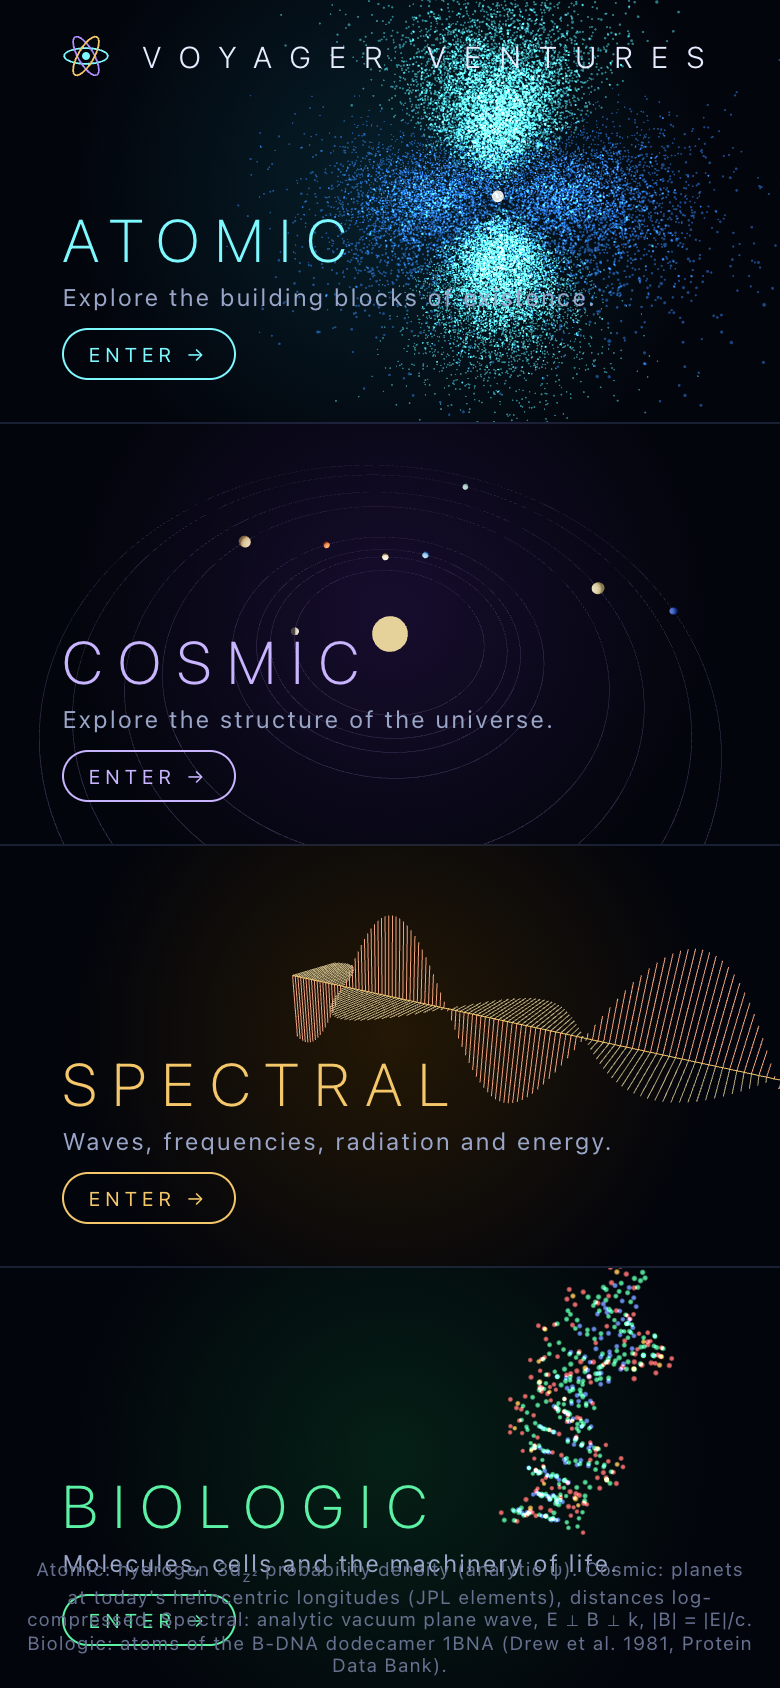 VOYAGER VENTURES
ATOMIC
Explore the building blocks of existence.
ENTER →
COSMIC
Explore the structure of the universe.
ENTER →
SPECTRAL
Waves, frequencies, radiation and energy.
ENTER →
BIOLOGIC
Molecules, cells and the machinery of life.
ENTER →
Atomic: hydrogen 3d_z² probability density (analytic ψ). Cosmic: planets
at today's heliocentric longitudes (JPL elements), distances log-
compressed. Spectral: analytic vacuum plane wave, E ⊥ B ⊥ k, |B| = |E|/c.
Biologic: atoms of the B-DNA dodecamer 1BNA (Drew et al. 1981, Protein
Data Bank).